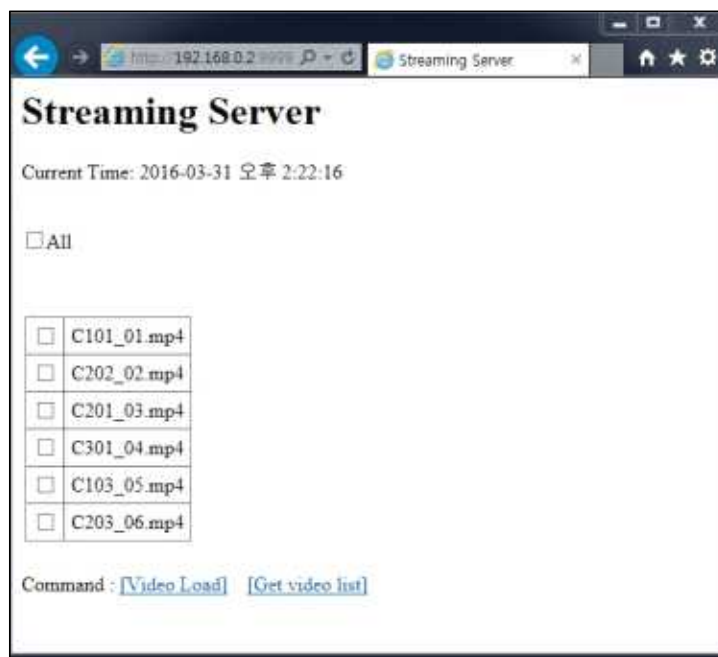 http://192.168.0.2:9999
Streaming Server
Streaming Server
Current Time: 2016-03-31 오후 2:22:16
All
C101_01.mp4
C202_02.mp4
C201_03.mp4
C301_04.mp4
C103_05.mp4
C203_06.mp4
Command : [Video Load] [Get video list]